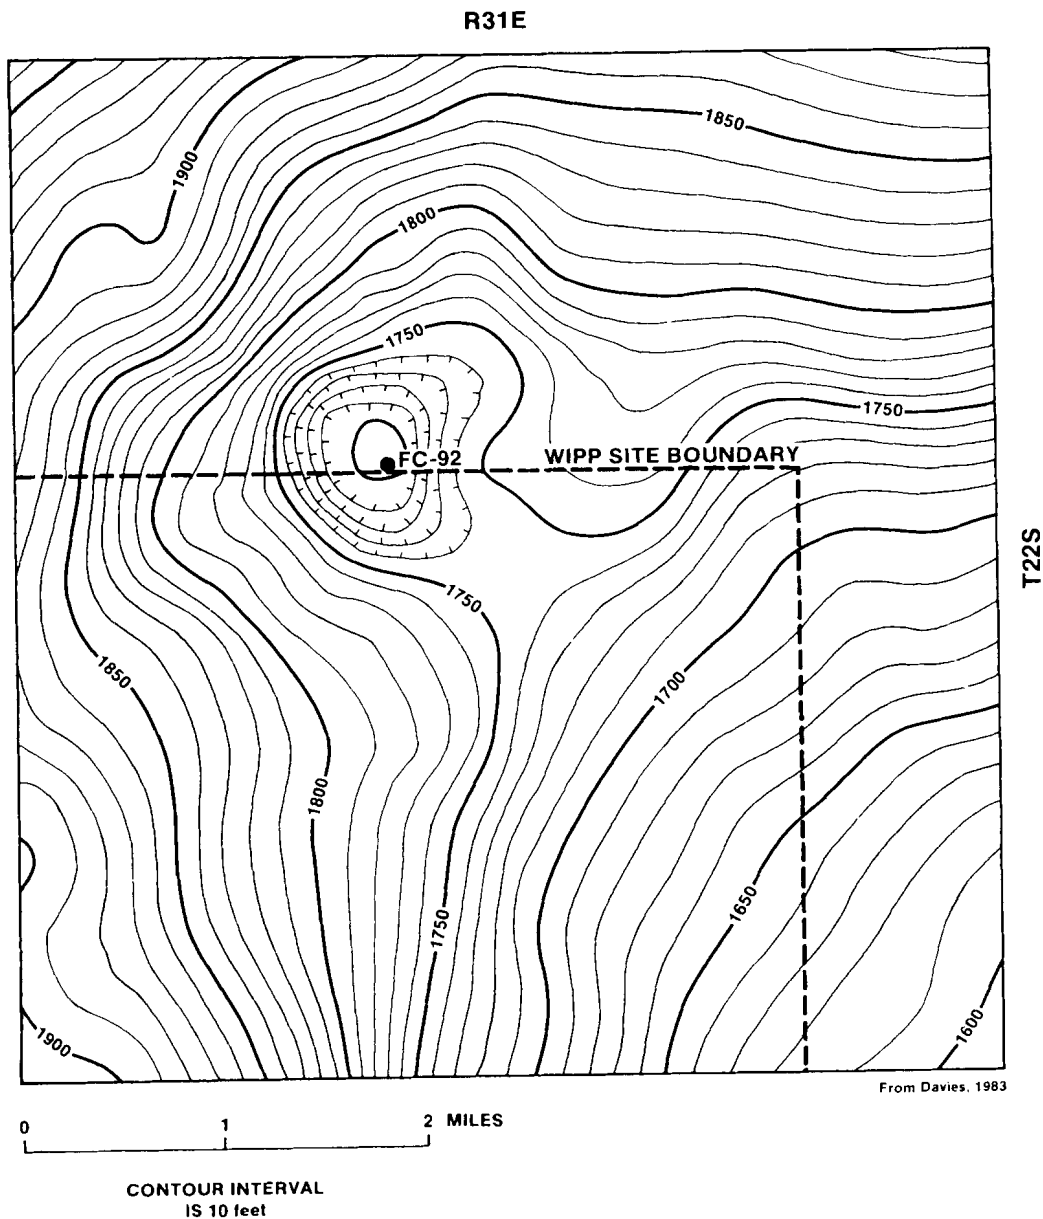 R31E
1850
1900
1800
1750
1750
FC-92
WIPP SITE BOUNDARY
T22S
1750
1850
1700
1800
1650
1750
1600
1900
From Davies, 1983
0 1 2 MILES
CONTOUR INTERVAL
IS 10 feet